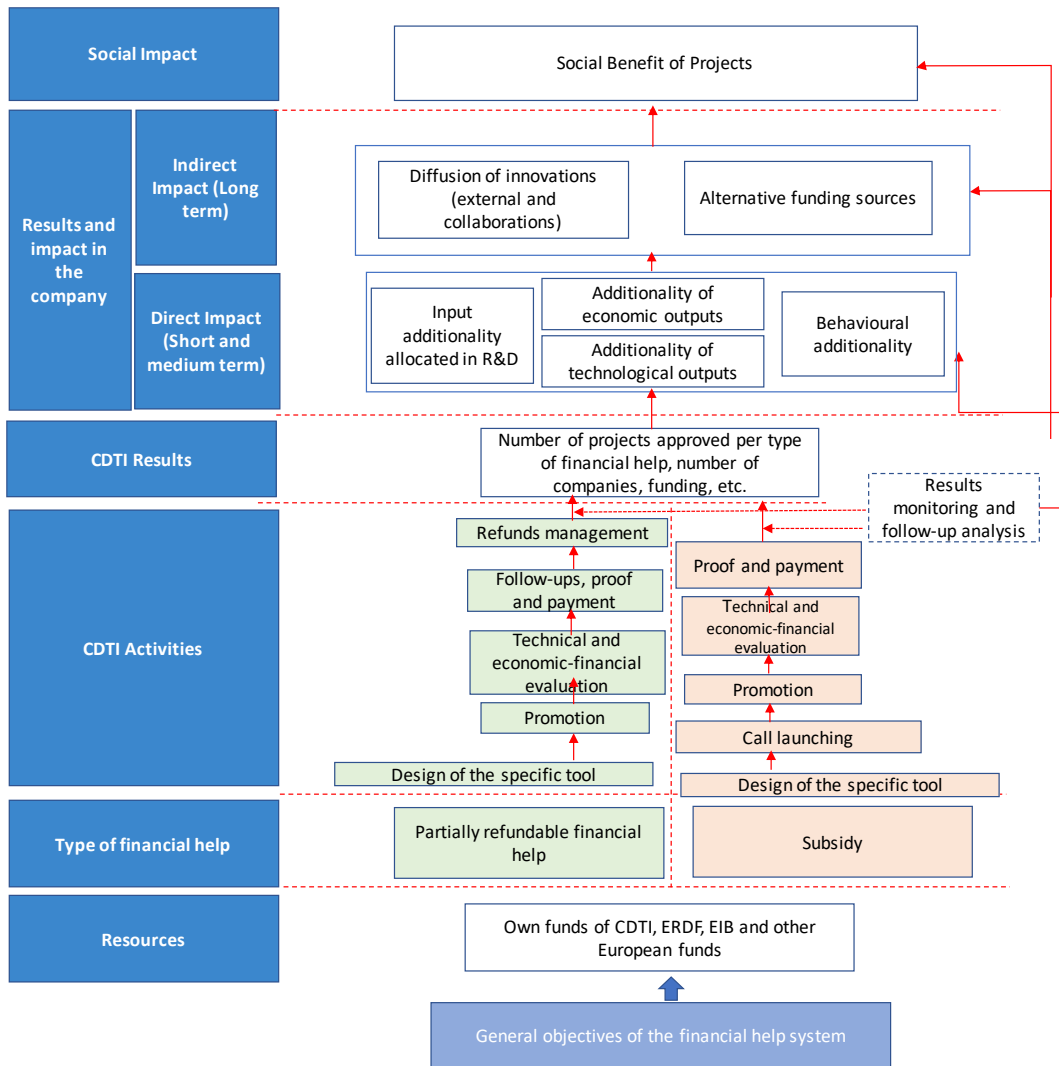 Social Impact
Social Benefit of Projects
Results and
impact in
the
company
Indirect
Impact (Long
term)
Diffusion of innovations
(external and
collaborations)
Alternative funding sources
Direct Impact
(Short and
medium term)
Input
additionality
allocated in R&D
Additionality of
economic outputs
Additionality of
technological outputs
Behavioural
additionality
CDTI Results
Number of projects approved per type
of financial help, number of
companies, funding, etc.
Results
monitoring and
follow-up analysis
CDTI Activities
Refunds management
Follow-ups, proof
and payment
Technical and
economic-financial
evaluation
Promotion
Design of the specific tool
Proof and payment
Technical and
economic-financial
evaluation
Promotion
Call launching
Design of the specific tool
Type of financial help
Partially refundable financial
help
Subsidy
Resources
Own funds of CDTI, ERDF, EIB and other
European funds
General objectives of the financial help system